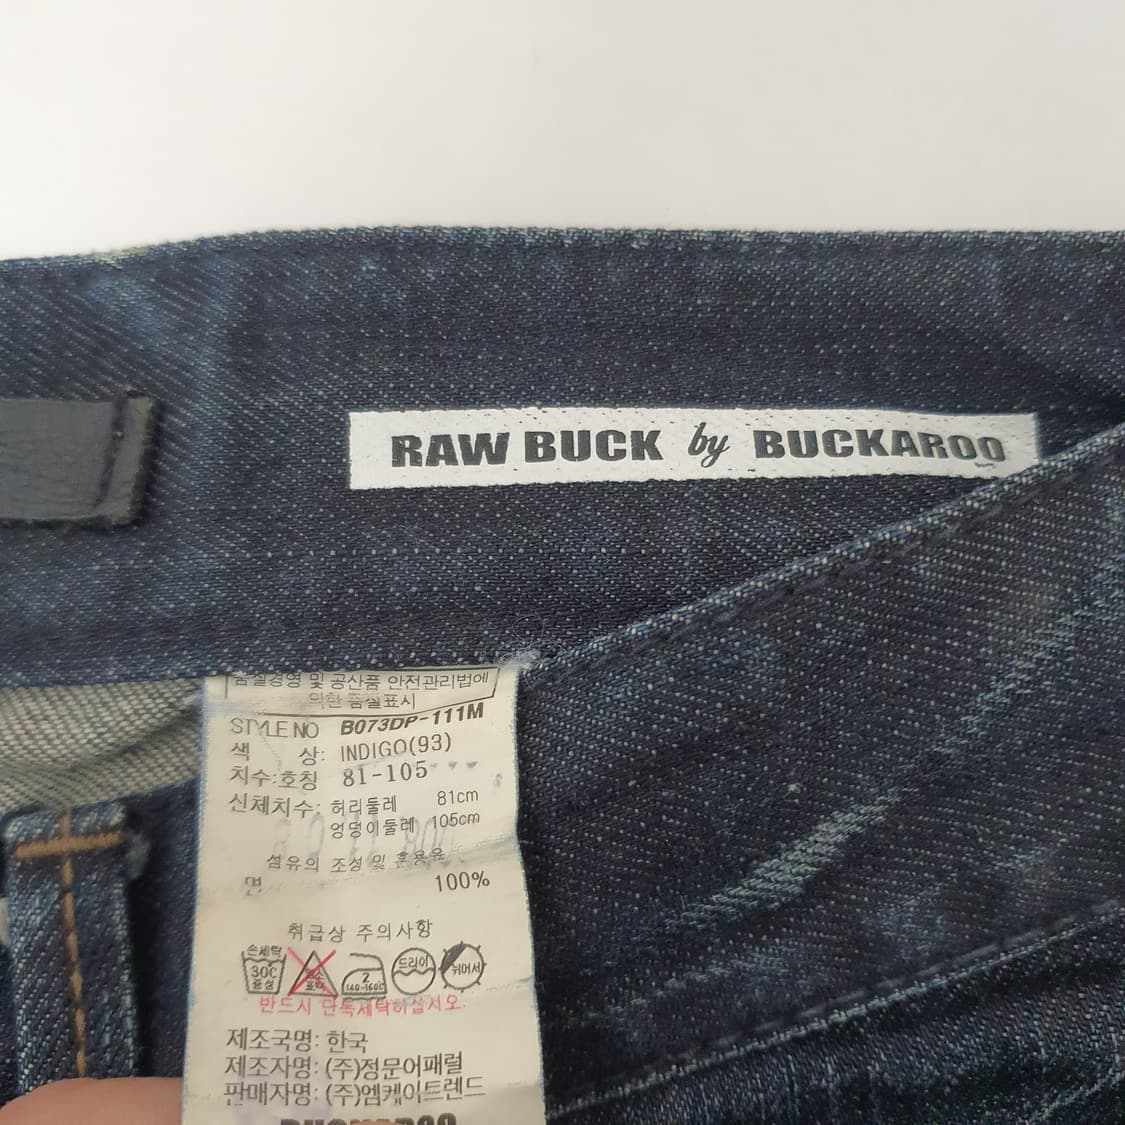 RAW BUCK by BUCKAROO
품질경영 및 공산품 안전관리법에
의한 품질표시
STYLE NO B073DP-111M
색 상: INDIGO(93)
치수:호칭 81-105
신체치수: 허리둘레 81cm
엉덩이둘레 105cm
섬유의 조성 및 혼용율
면 100%
취급상 주의사항
손세탁 30C 중성
표백
2 140-160C
드라이
뉘어서
반드시 단독세탁하십시오
제조국명: 한국
제조자명: (주)정문어패럴
판매자명: (주)엠케이트렌드
BUCKAROO